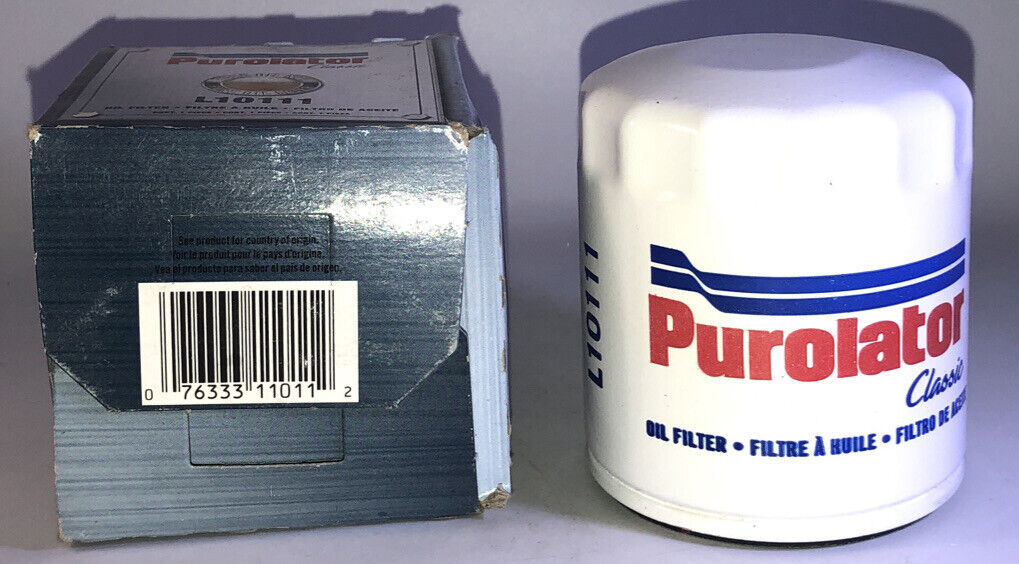 Purolator
Classic
L10111
OIL FILTER • FILTRE À HUILE • FILTRO DE ACEITE
See product for country of origin.
Voir le produit pour le pays d'origine.
Vea el producto para saber el país de origen.
0 76333 11011 2
L10111
Purolator
Classic
OIL FILTER • FILTRE À HUILE • FILTRO DE ACEITE